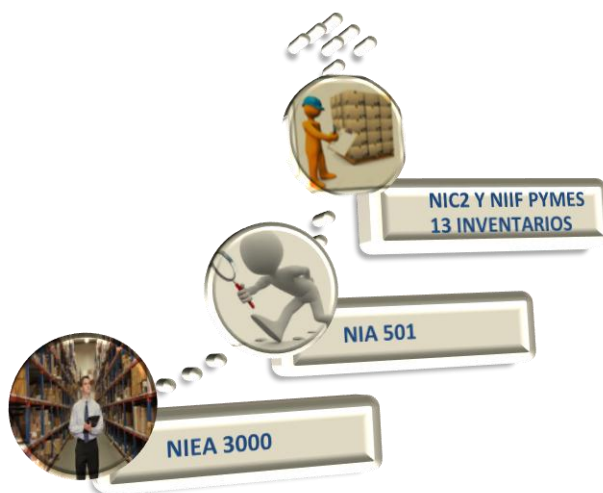 NIC2 Y NIIF PYMES
13 INVENTARIOS
NIA 501
NIEA 3000